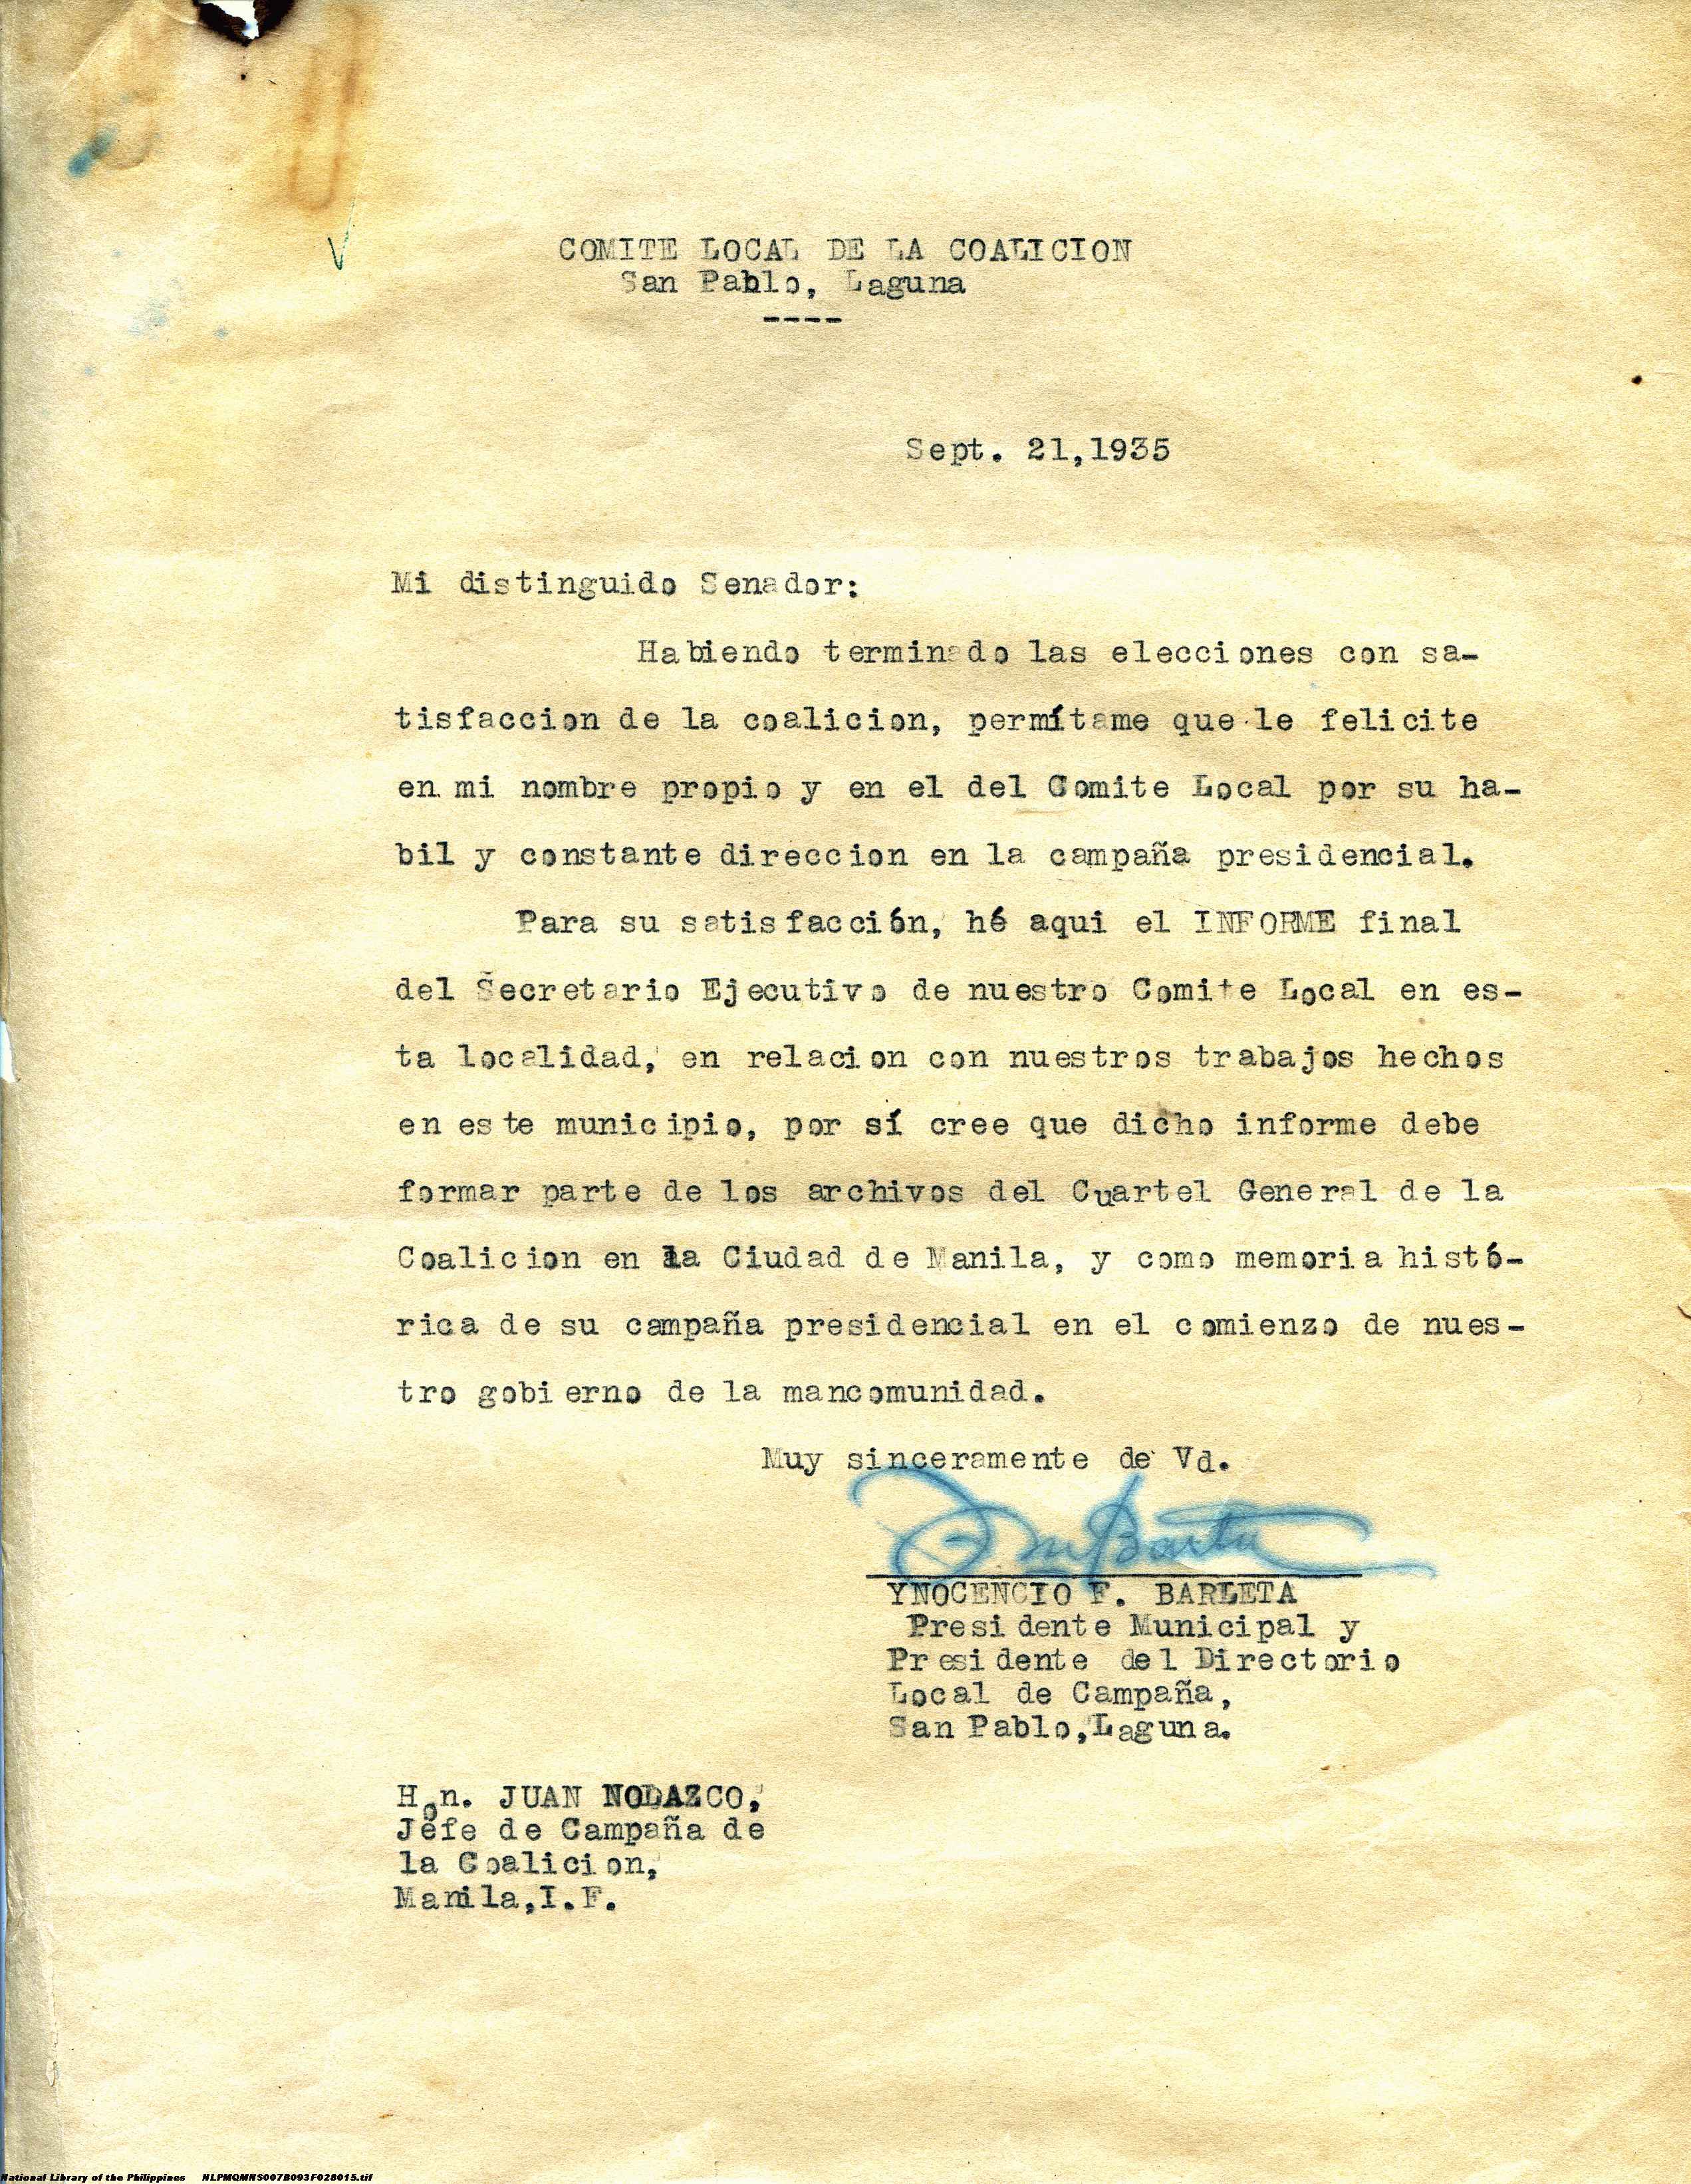 COMITE LOCAL DE LA COALICION
San Pablo, Laguna
----
Sept. 21,1935
Mi distinguido Senador:
Habiendo terminado las elecciones con sa-
tisfaccion de la coalicion, permítame que le felicite
en mi nombre propio y en el del Comite Local por su ha-
bil y constante direccion en la campaña presidencial.
Para su satisfacción, hé aqui el INFORME final
del Secretario Ejecutivo de nuestro Comite Local en es-
ta localidad, en relacion con nuestros trabajos hechos
en este municipio, por sí cree que dicho informe debe
formar parte de los archivos del Cuartel General de la
Coalicion en la Ciudad de Manila, y como memoria histó-
rica de su campaña presidencial en el comienzo de nues-
tro gobierno de la mancomunidad.
Muy sinceramente de Vd.
YNOCENCIO F. BARLETA
Presidente Municipal y
Presidente del Directorio
Local de Campaña,
San Pablo,Laguna.
Hon. JUAN NOLAZCO,
Jefe de Campaña de
la Coalicion,
Manila,I.F.
National Library of the Philippines NLPMQMNS007B093F028015.tif